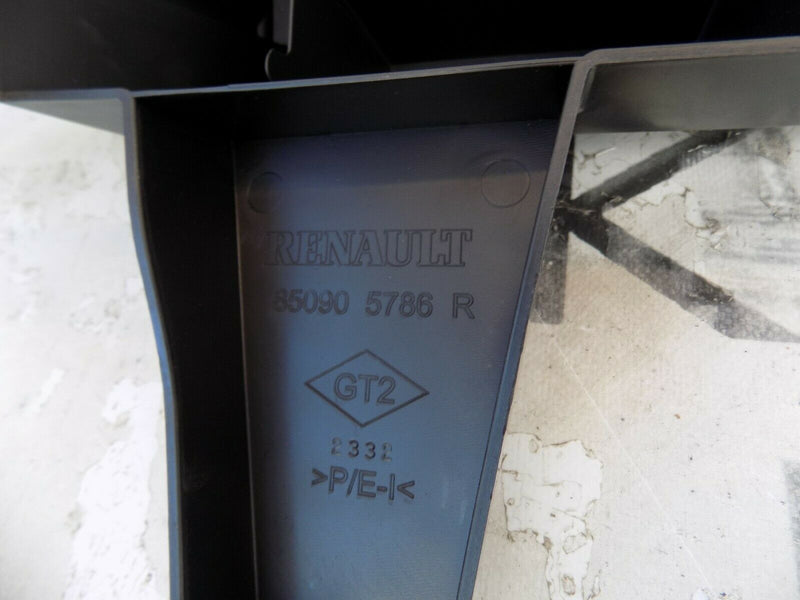 RENAULT
85090 5786 R
GT2
2332
>P/E-I<